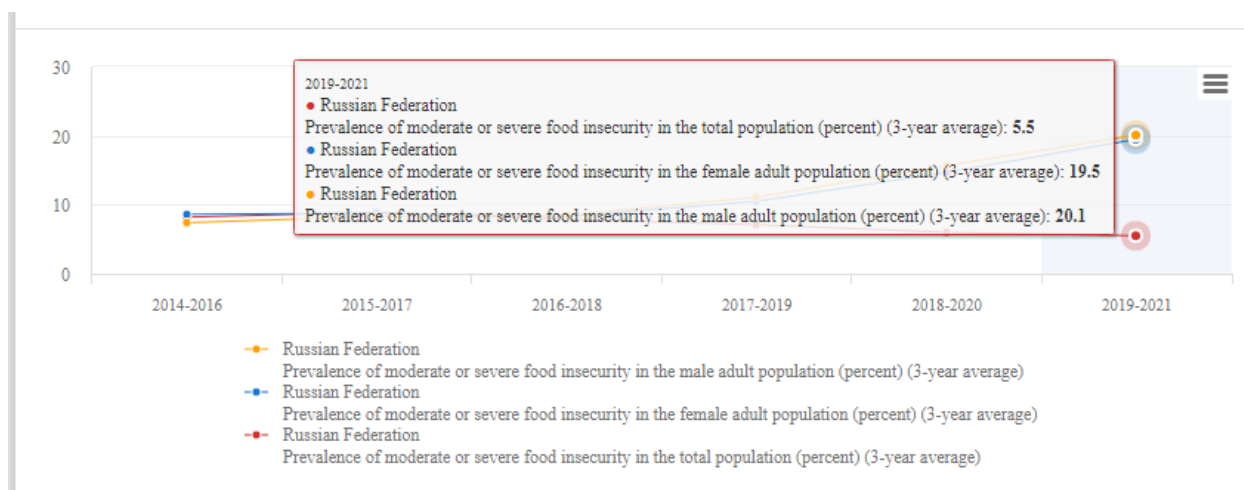 30
20
10
0
2019-2021
● Russian Federation
Prevalence of moderate or severe food insecurity in the total population (percent) (3-year average): 5.5
● Russian Federation
Prevalence of moderate or severe food insecurity in the female adult population (percent) (3-year average): 19.5
● Russian Federation
Prevalence of moderate or severe food insecurity in the male adult population (percent) (3-year average): 20.1
2014-2016 2015-2017 2016-2018 2017-2019 2018-2020 2019-2021
Russian Federation
Prevalence of moderate or severe food insecurity in the male adult population (percent) (3-year average)
Russian Federation
Prevalence of moderate or severe food insecurity in the female adult population (percent) (3-year average)
Russian Federation
Prevalence of moderate or severe food insecurity in the total population (percent) (3-year average)